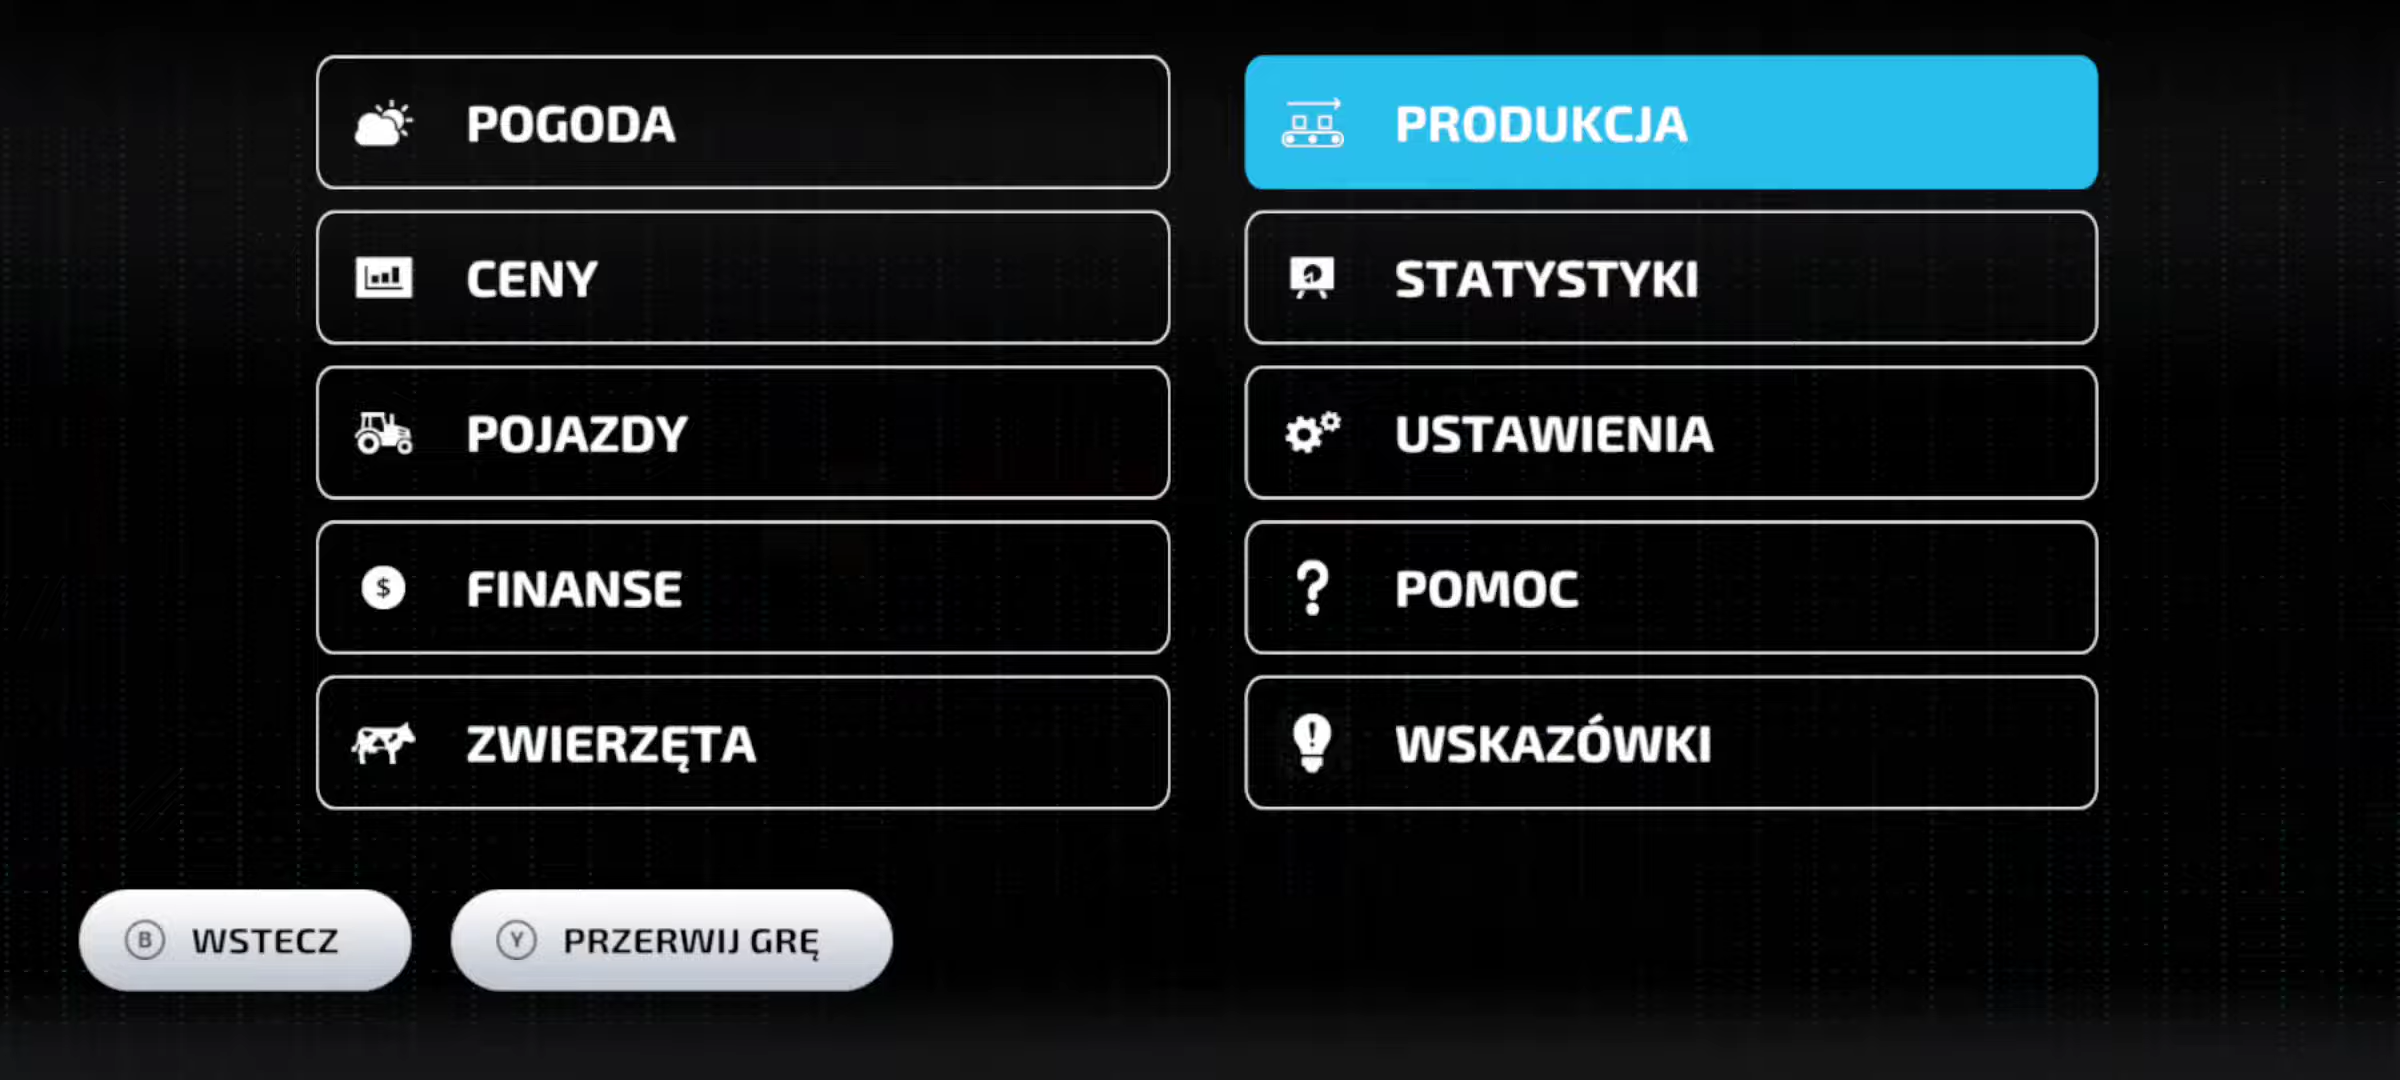 POGODA
PRODUKCJA
CENY
STATYSTYKI
POJAZDY
USTAWIENIA
$ FINANSE
? POMOC
ZWIERZĘTA
WSKAZÓWKI
B WSTECZ
Y PRZERWIJ GRĘ